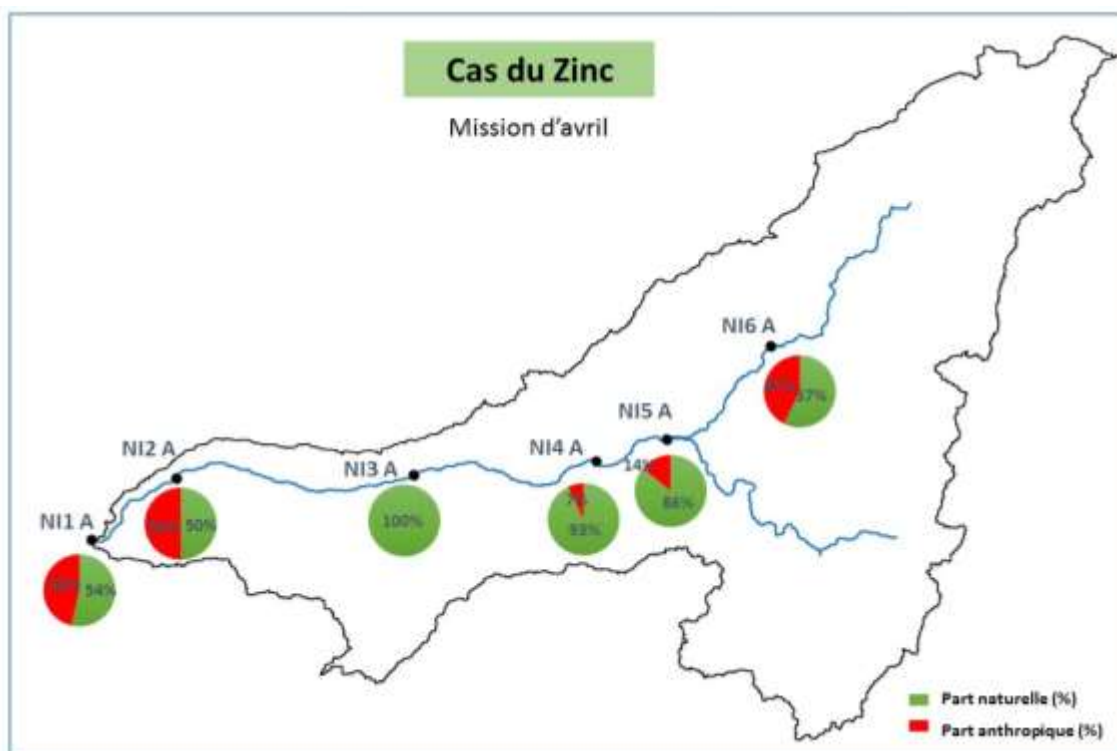 Cas du Zinc
Mission d'avril
NI6 A
57%
NI5 A
14%
86%
NI4 A
7%
93%
NI3 A
100%
NI2 A
50%
NI1 A
54%
Part naturelle (%)
Part anthropique (%)